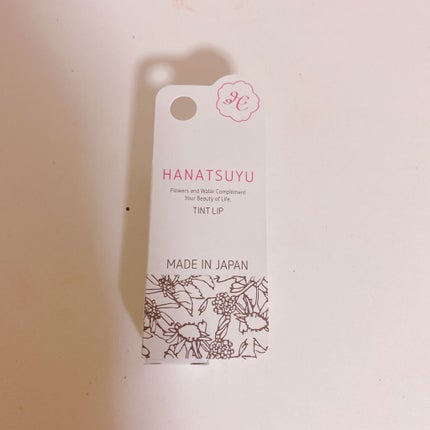 H
HANATSUYU
Flowers and Water Complement
Your Beauty of Life.
TINT LIP
MADE IN JAPAN